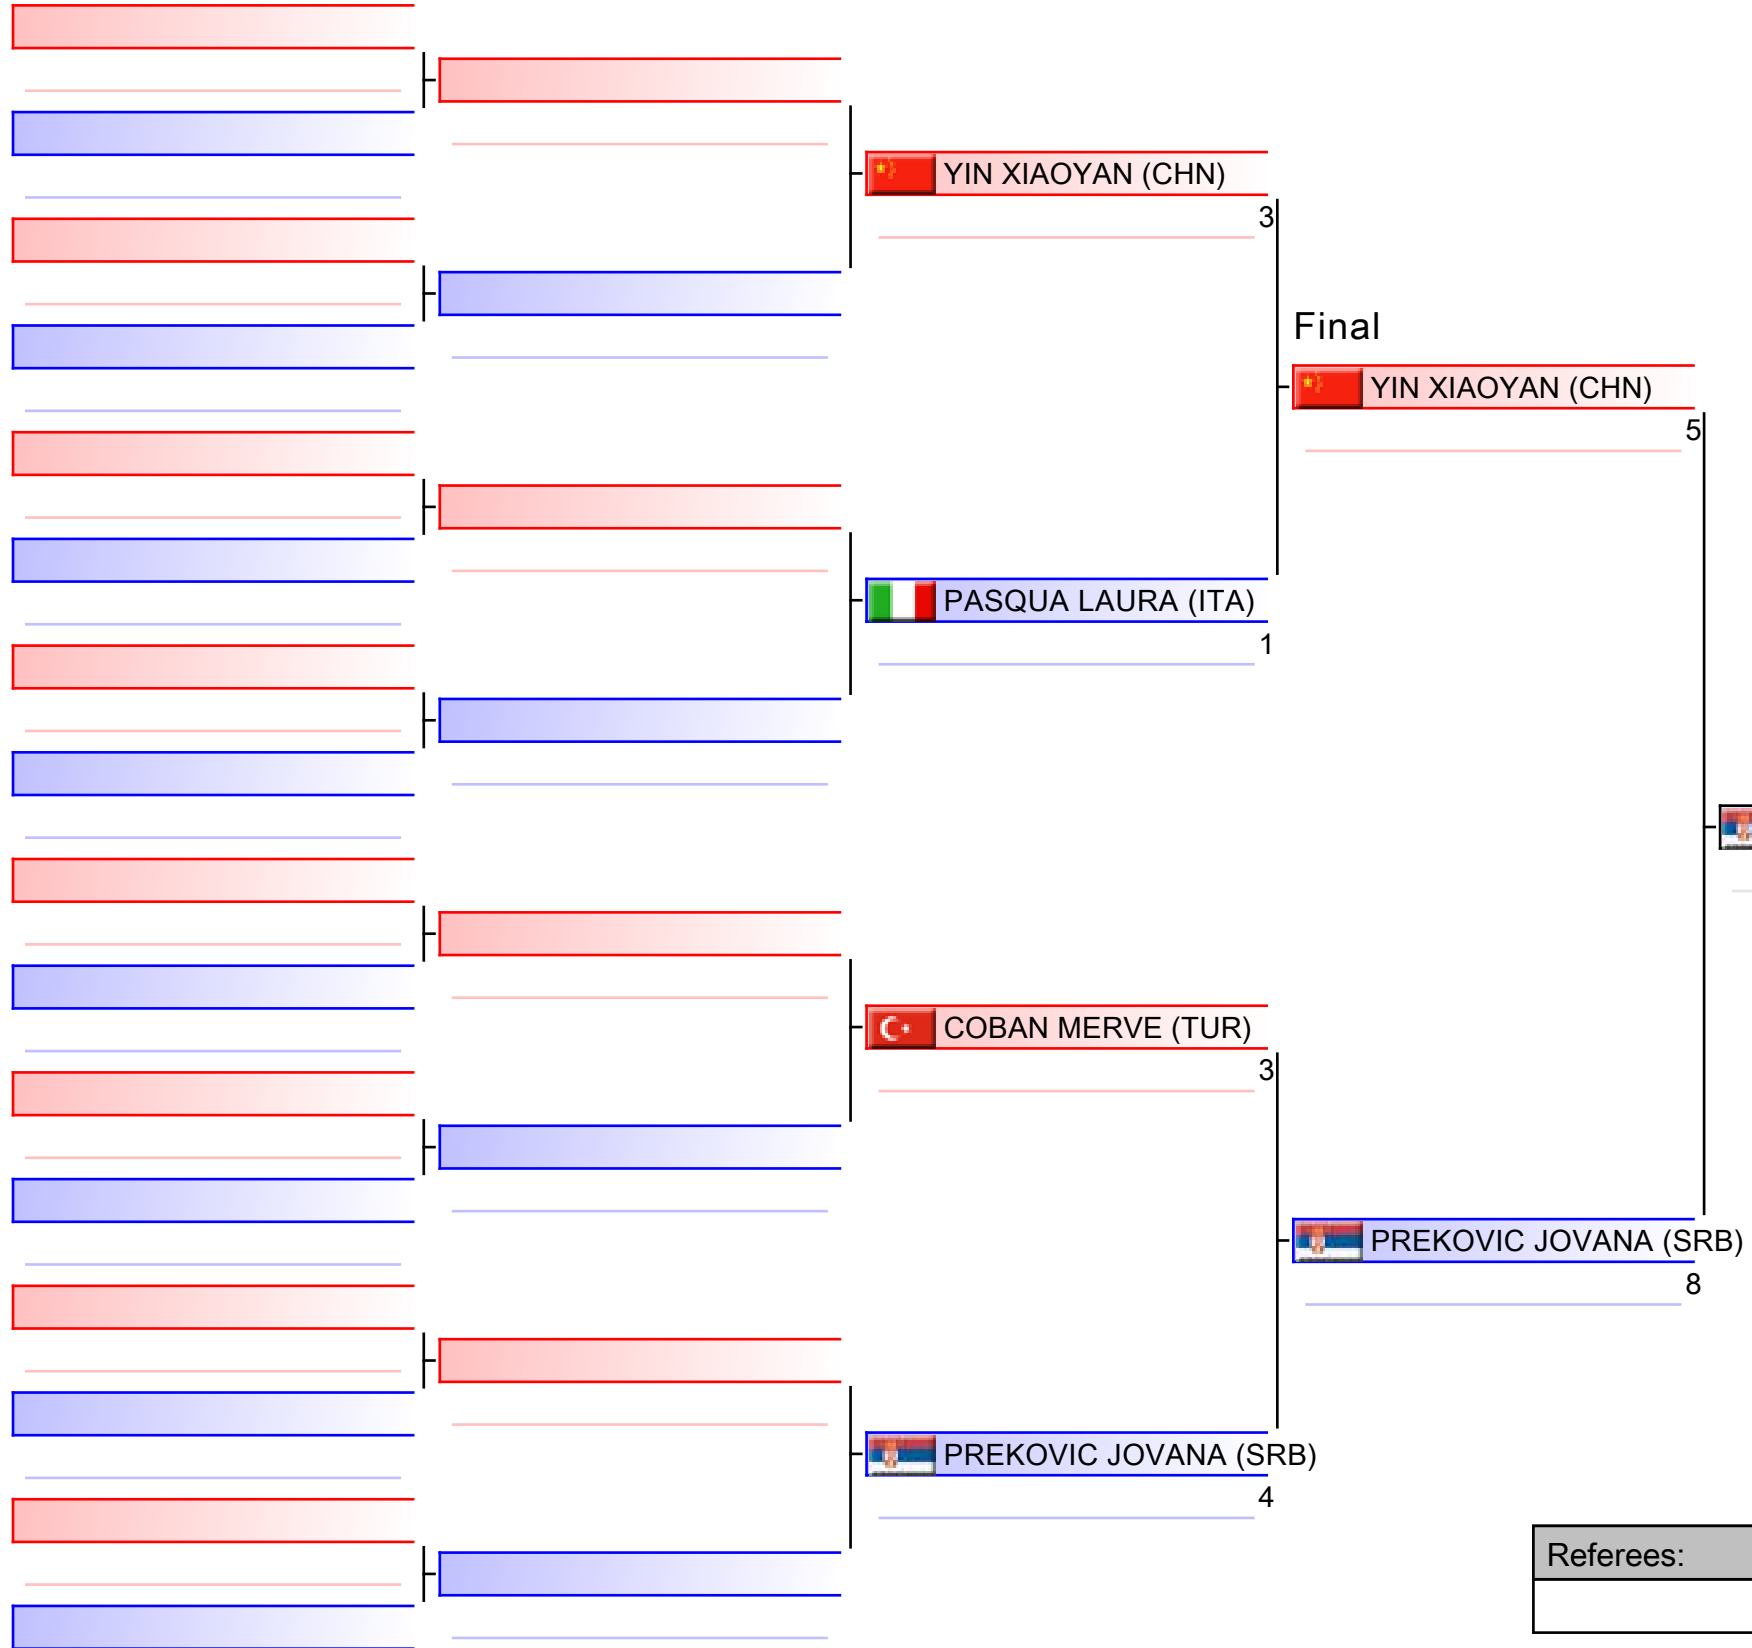 YIN XIAOYAN (CHN)
3
Final
YIN XIAOYAN (CHN)
5
PASQUA LAURA (ITA)
1
COBAN MERVE (TUR)
3
PREKOVIC JOVANA (SRB)
8
PREKOVIC JOVANA (SRB)
4
Referees: